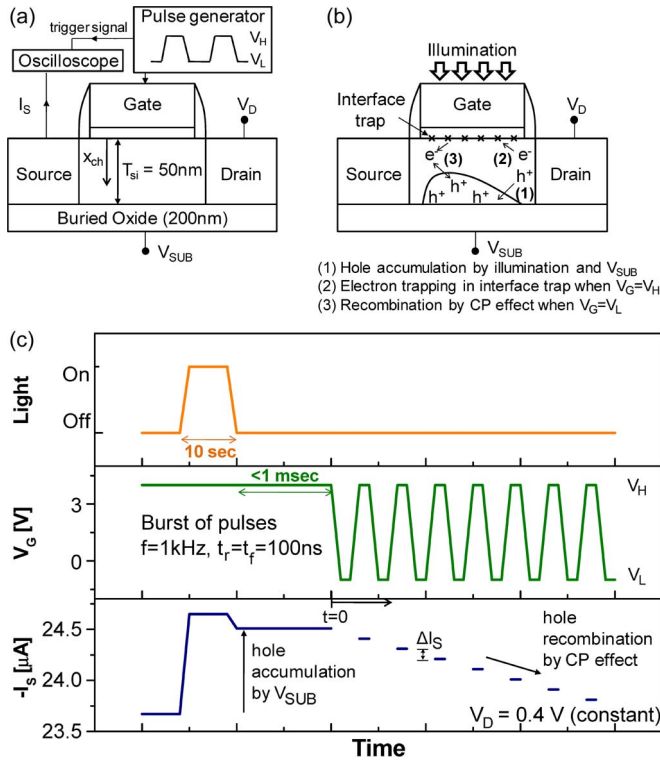 (a)
trigger signal
Pulse generator
V_H
V_L
Oscilloscope
I_S
Gate
V_D
x_ch
T_si = 50nm
Source
Drain
Buried Oxide (200nm)
V_SUB
(b)
Illumination
Gate
Interface
trap
V_D
e⁻ (3) (2) e⁻
Source
Drain
h⁺ h⁺ (1)
h⁺ h⁺
V_SUB
(1) Hole accumulation by illumination and V_SUB
(2) Electron trapping in interface trap when V_G=V_H
(3) Recombination by CP effect when V_G=V_L
(c)
Light
On
Off
10 sec
V_G [V]
3
0
<1 msec
Burst of pulses
f=1kHz, t_r=t_f=100ns
V_H
V_L
-I_S [µA]
24.5
24.0
23.5
t=0
hole
accumulation
by V_SUB
ΔI_S
hole
recombination
by CP effect
V_D = 0.4 V (constant)
Time